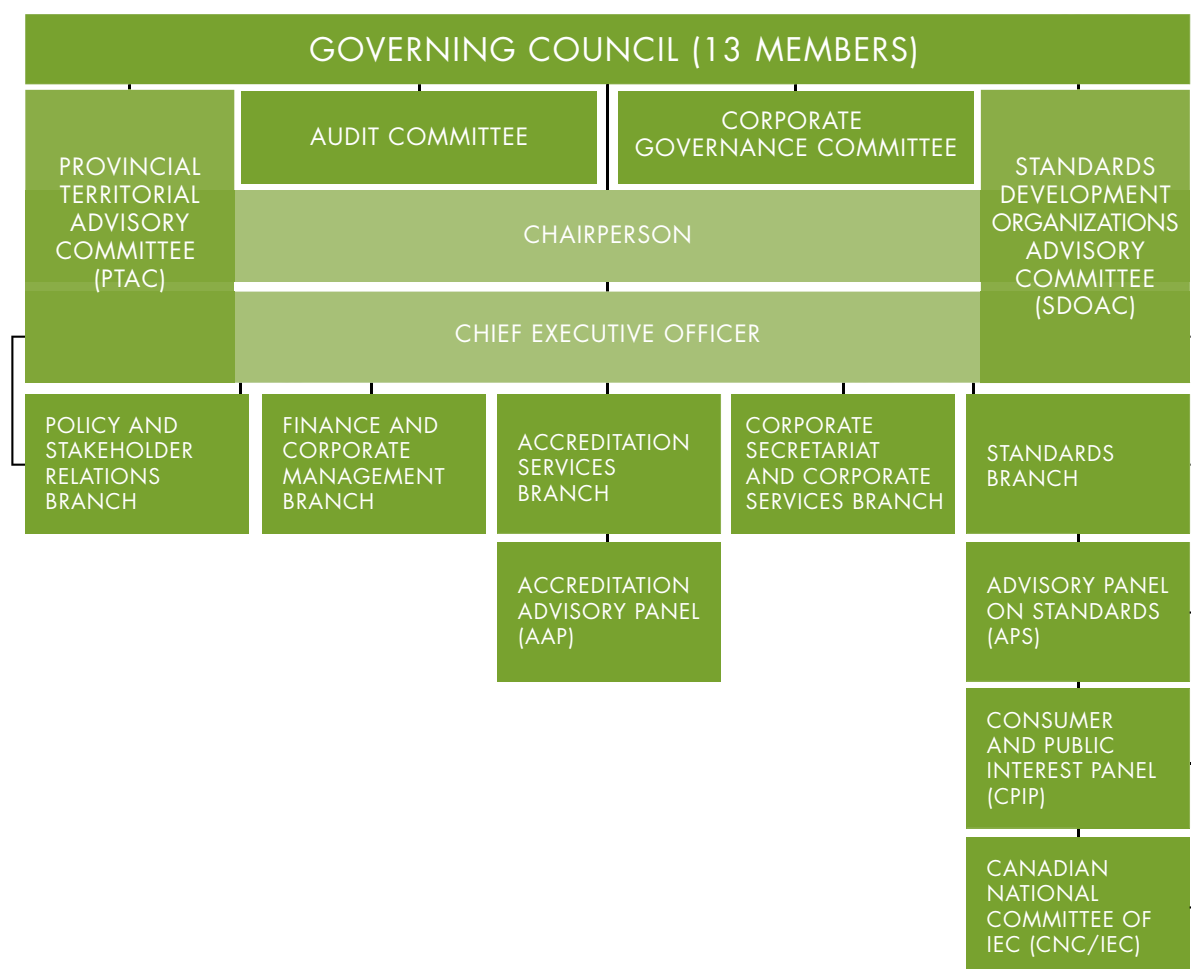 GOVERNING COUNCIL (13 MEMBERS)
PROVINCIAL
TERRITORIAL
ADVISORY
COMMITTEE
(PTAC)
AUDIT COMMITTEE
CORPORATE
GOVERNANCE COMMITTEE
STANDARDS
DEVELOPMENT
ORGANIZATIONS
ADVISORY
COMMITTEE
(SDOAC)
CHAIRPERSON
CHIEF EXECUTIVE OFFICER
POLICY AND
STAKEHOLDER
RELATIONS
BRANCH
FINANCE AND
CORPORATE
MANAGEMENT
BRANCH
ACCREDITATION
SERVICES
BRANCH
CORPORATE
SECRETARIAT
AND CORPORATE
SERVICES BRANCH
STANDARDS
BRANCH
ACCREDITATION
ADVISORY PANEL
(AAP)
ADVISORY PANEL
ON STANDARDS
(APS)
CONSUMER
AND PUBLIC
INTEREST PANEL
(CPIP)
CANADIAN
NATIONAL
COMMITTEE OF
IEC (CNC/IEC)